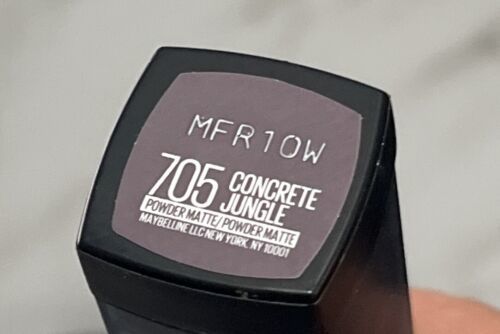 MFR10W
705 CONCRETE
JUNGLE
POWDER MATTE/POWDER MATTE
MAYBELLINE LLC NEW YORK, NY 10001